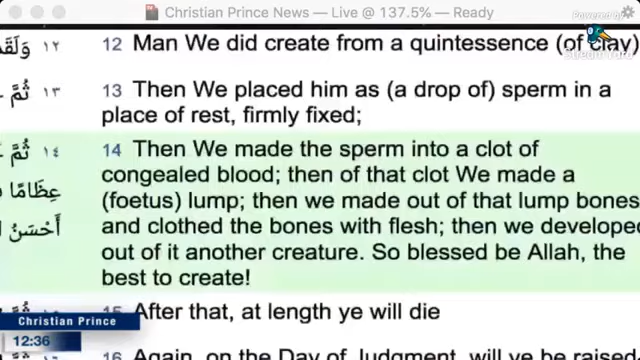 Christian Prince News — Live @ 137.5% — Ready
Powered by
StreamYard
وَلَقَدْ ١٢ 12 Man We did create from a quintessence (of clay)
ثُمَّ ١٣ 13 Then We placed him as (a drop of) sperm in a
place of rest, firmly fixed;
ثُمَّ ١٤ 14 Then We made the sperm into a clot of
عِظَامًا congealed blood; then of that clot We made a
(foetus) lump; then we made out of that lump bones
أَحْسَنُ and clothed the bones with flesh; then we developed
out of it another creature. So blessed be Allah, the
best to create!
15 After that, at length ye will die
Christian Prince
12:36
16 Again, on the Day of Judgment, will ye be raised